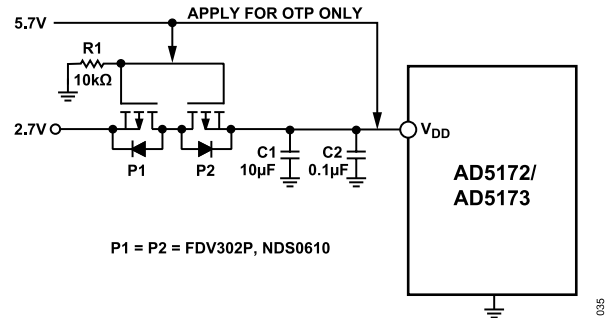 APPLY FOR OTP ONLY
5.7V
R1
10kΩ
2.7V
P1
P2
C1
10µF
C2
0.1µF
VDD
AD5172/
AD5173
P1 = P2 = FDV302P, NDS0610
035